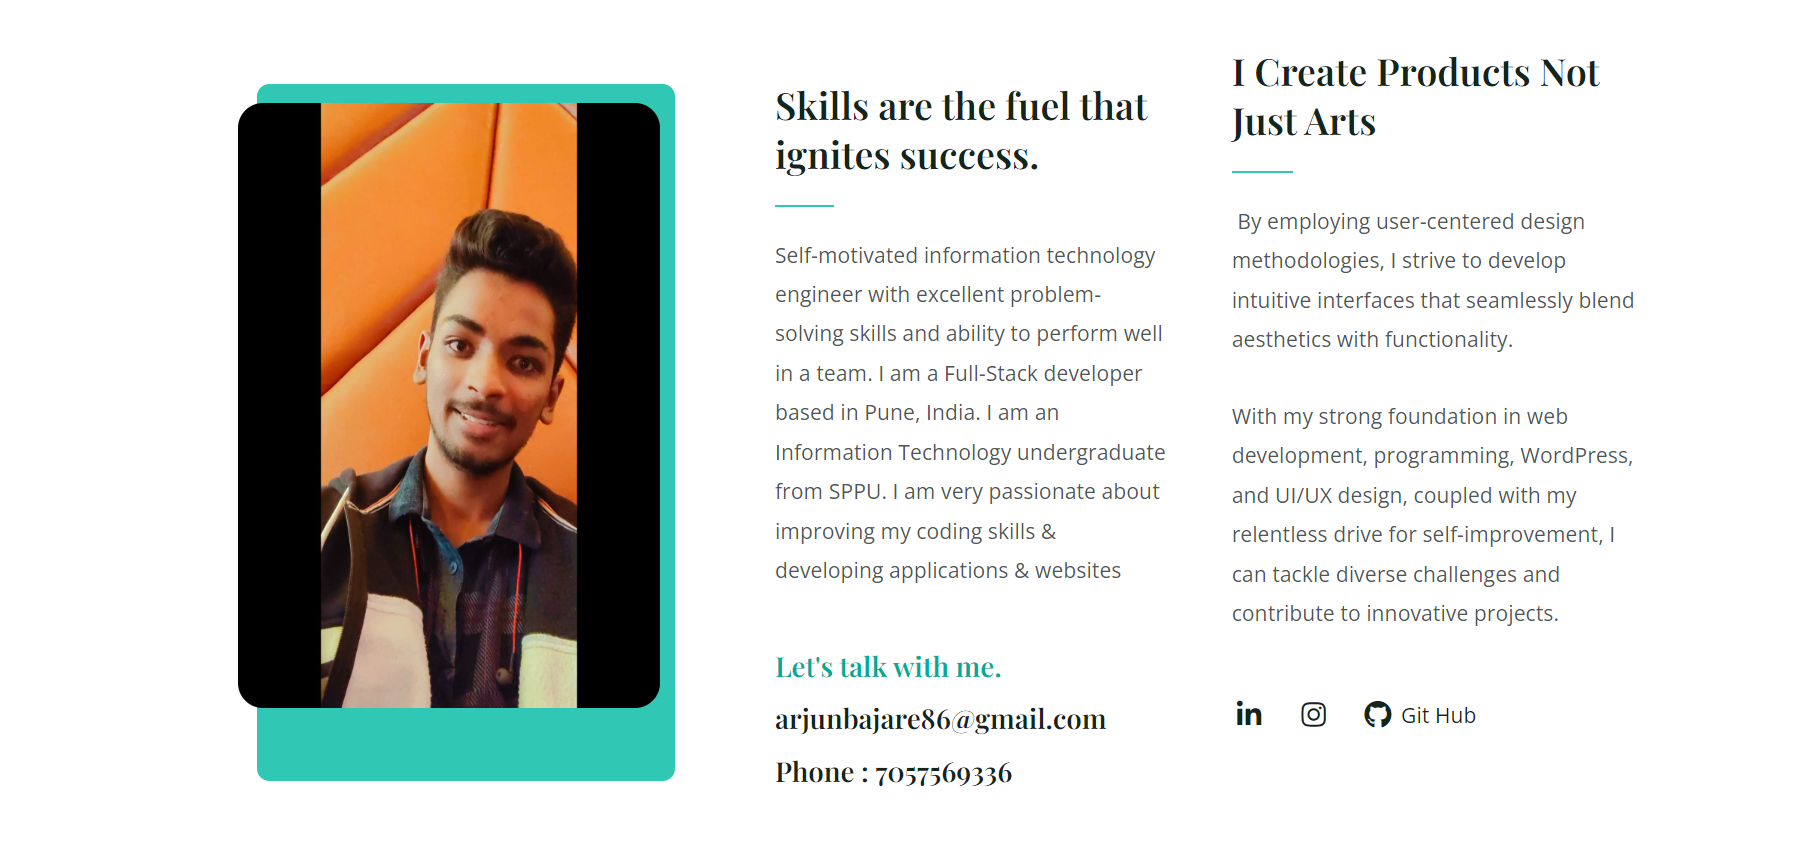 Skills are the fuel that
ignites success.
Self-motivated information technology
engineer with excellent problem-
solving skills and ability to perform well
in a team. I am a Full-Stack developer
based in Pune, India. I am an
Information Technology undergraduate
from SPPU. I am very passionate about
improving my coding skills &
developing applications & websites
Let's talk with me.
arjunbajare86@gmail.com
Phone : 7057569336
I Create Products Not
Just Arts
By employing user-centered design
methodologies, I strive to develop
intuitive interfaces that seamlessly blend
aesthetics with functionality.
With my strong foundation in web
development, programming, WordPress,
and UI/UX design, coupled with my
relentless drive for self-improvement, I
can tackle diverse challenges and
contribute to innovative projects.
in
Git Hub